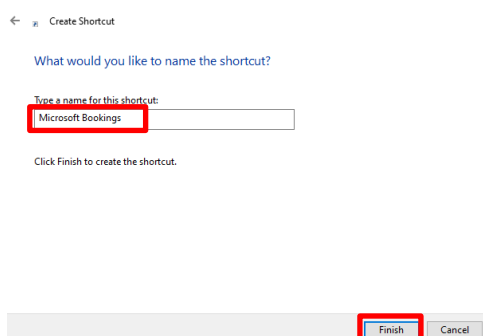 Create Shortcut
What would you like to name the shortcut?
Type a name for this shortcut:
Microsoft Bookings
Click Finish to create the shortcut.
Finish Cancel